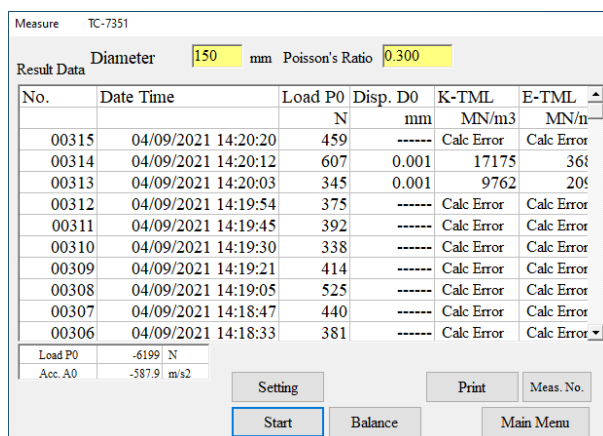 Measure TC-7351
Diameter 150 mm Poisson's Ratio 0.300
Result Data
No. Date Time Load P0 Disp. D0 K-TML E-TML
N mm MN/m3 MN/m
00315 04/09/2021 14:20:20 459 ------ Calc Error Calc Error
00314 04/09/2021 14:20:12 607 0.001 17175 368
00313 04/09/2021 14:20:03 345 0.001 9762 209
00312 04/09/2021 14:19:54 375 ------ Calc Error Calc Error
00311 04/09/2021 14:19:45 392 ------ Calc Error Calc Error
00310 04/09/2021 14:19:30 338 ------ Calc Error Calc Error
00309 04/09/2021 14:19:21 414 ------ Calc Error Calc Error
00308 04/09/2021 14:19:05 525 ------ Calc Error Calc Error
00307 04/09/2021 14:18:47 440 ------ Calc Error Calc Error
00306 04/09/2021 14:18:33 381 ------ Calc Error Calc Error
Load P0 -6199 N
Acc. A0 -587.9 m/s2
Setting Print Meas. No.
Start Balance Main Menu